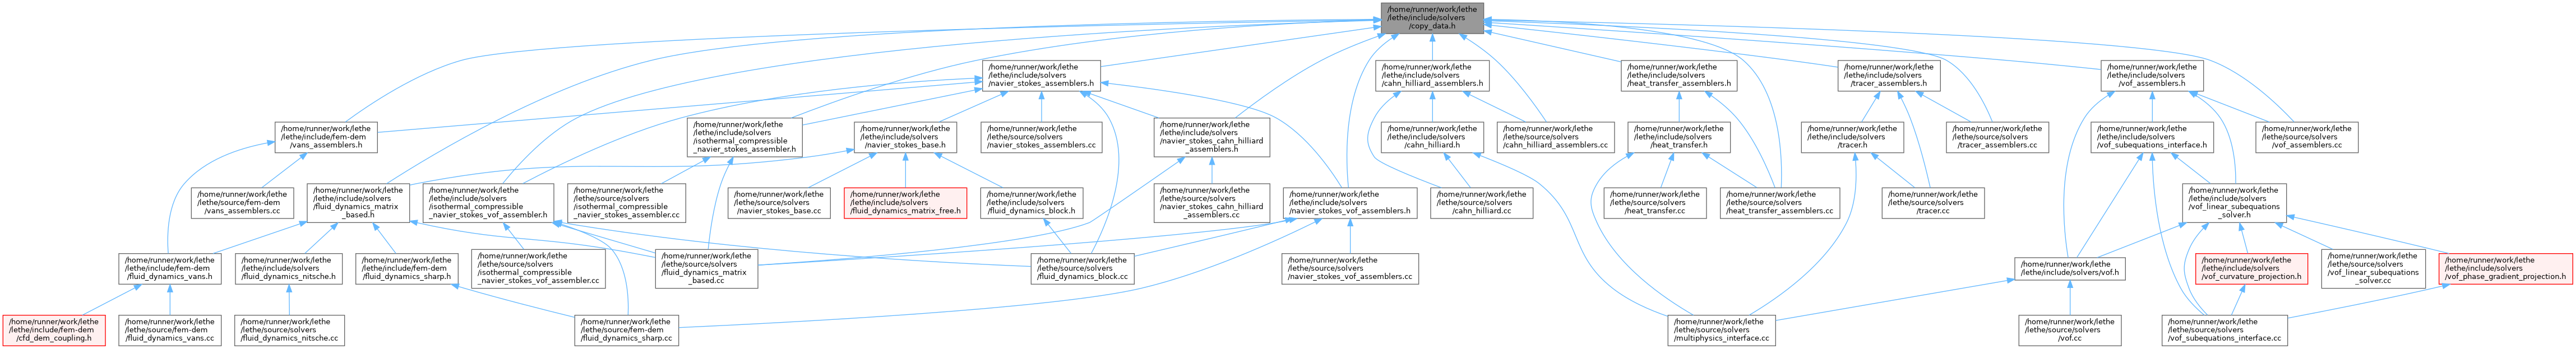 /home/runner/work/lethe
/lethe/include/solvers
/copy_data.h
/home/runner/work/lethe
/lethe/include/solvers
/navier_stokes_assemblers.h
/home/runner/work/lethe
/lethe/include/solvers
/cahn_hilliard_assemblers.h
/home/runner/work/lethe
/lethe/include/solvers
/heat_transfer_assemblers.h
/home/runner/work/lethe
/lethe/include/solvers
/tracer_assemblers.h
/home/runner/work/lethe
/lethe/include/solvers
/vof_assemblers.h
/home/runner/work/lethe
/lethe/include/fem-dem
/vans_assemblers.h
/home/runner/work/lethe
/lethe/include/solvers
/isothermal_compressible
_navier_stokes_assembler.h
/home/runner/work/lethe
/lethe/include/solvers
/navier_stokes_base.h
/home/runner/work/lethe
/lethe/source/solvers
/navier_stokes_assemblers.cc
/home/runner/work/lethe
/lethe/include/solvers
/navier_stokes_cahn_hilliard
_assemblers.h
/home/runner/work/lethe
/lethe/include/solvers
/cahn_hilliard.h
/home/runner/work/lethe
/lethe/source/solvers
/cahn_hilliard_assemblers.cc
/home/runner/work/lethe
/lethe/include/solvers
/heat_transfer.h
/home/runner/work/lethe
/lethe/include/solvers
/tracer.h
/home/runner/work/lethe
/lethe/source/solvers
/tracer_assemblers.cc
/home/runner/work/lethe
/lethe/include/solvers
/vof_subequations_interface.h
/home/runner/work/lethe
/lethe/source/solvers
/vof_assemblers.cc
/home/runner/work/lethe
/lethe/source/fem-dem
/vans_assemblers.cc
/home/runner/work/lethe
/lethe/include/solvers
/fluid_dynamics_matrix
_based.h
/home/runner/work/lethe
/lethe/include/solvers
/isothermal_compressible
_navier_stokes_vof_assembler.h
/home/runner/work/lethe
/lethe/source/solvers
/isothermal_compressible
_navier_stokes_assembler.cc
/home/runner/work/lethe
/lethe/source/solvers
/navier_stokes_base.cc
/home/runner/work/lethe
/lethe/include/solvers
/fluid_dynamics_matrix_free.h
/home/runner/work/lethe
/lethe/include/solvers
/fluid_dynamics_block.h
/home/runner/work/lethe
/lethe/source/solvers
/navier_stokes_cahn_hilliard
_assemblers.cc
/home/runner/work/lethe
/lethe/include/solvers
/navier_stokes_vof_assemblers.h
/home/runner/work/lethe
/lethe/source/solvers
/cahn_hilliard.cc
/home/runner/work/lethe
/lethe/source/solvers
/heat_transfer.cc
/home/runner/work/lethe
/lethe/source/solvers
/heat_transfer_assemblers.cc
/home/runner/work/lethe
/lethe/source/solvers
/tracer.cc
/home/runner/work/lethe
/lethe/include/solvers
/vof_linear_subequations
_solver.h
/home/runner/work/lethe
/lethe/include/fem-dem
/fluid_dynamics_vans.h
/home/runner/work/lethe
/lethe/include/solvers
/fluid_dynamics_nitsche.h
/home/runner/work/lethe
/lethe/include/fem-dem
/fluid_dynamics_sharp.h
/home/runner/work/lethe
/lethe/source/solvers
/isothermal_compressible
_navier_stokes_vof_assembler.cc
/home/runner/work/lethe
/lethe/source/solvers
/fluid_dynamics_matrix
_based.cc
/home/runner/work/lethe
/lethe/source/solvers
/fluid_dynamics_block.cc
/home/runner/work/lethe
/lethe/source/solvers
/navier_stokes_vof_assemblers.cc
/home/runner/work/lethe
/lethe/include/solvers/vof.h
/home/runner/work/lethe
/lethe/include/solvers
/vof_curvature_projection.h
/home/runner/work/lethe
/lethe/source/solvers
/vof_linear_subequations
_solver.cc
/home/runner/work/lethe
/lethe/include/solvers
/vof_phase_gradient_projection.h
/home/runner/work/lethe
/lethe/include/fem-dem
/cfd_dem_coupling.h
/home/runner/work/lethe
/lethe/source/fem-dem
/fluid_dynamics_vans.cc
/home/runner/work/lethe
/lethe/source/solvers
/fluid_dynamics_nitsche.cc
/home/runner/work/lethe
/lethe/source/fem-dem
/fluid_dynamics_sharp.cc
/home/runner/work/lethe
/lethe/source/solvers
/multiphysics_interface.cc
/home/runner/work/lethe
/lethe/source/solvers
/vof.cc
/home/runner/work/lethe
/lethe/source/solvers
/vof_subequations_interface.cc